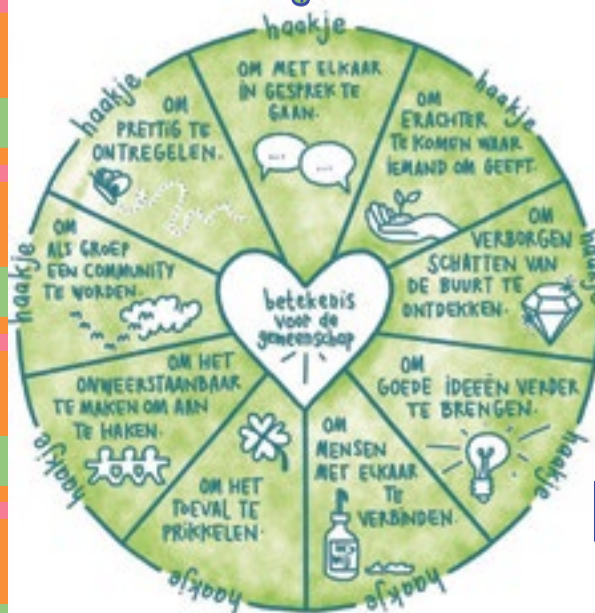 haakje
OM MET ELKAAR
IN GESPREK TE
GAAN.
haakje
OM
ERACHTER
TE KOMEN WAAR
IEMAND OM GEEFT.
haakje
OM
VERBORGEN
SCHATTEN VAN
DE BUURT TE
ONTDEKKEN.
haakje
OM
GOEDE IDEEËN VERDER
TE BRENGEN.
haakje
OM
MENSEN
MET ELKAAR
TE
VERBINDEN.
haakje
OM HET
TOEVAL TE
PRIKKELEN.
haakje
OM HET
ONWEERSTAANBAAR
TE MAKEN OM AAN
TE HAKEN.
haakje
OM
ALS GROEP
EEN COMMUNITY
TE WORDEN.
haakje
OM
PRETTIG TE
ONTREGELEN.
betekenis
voor de
gemeenschap